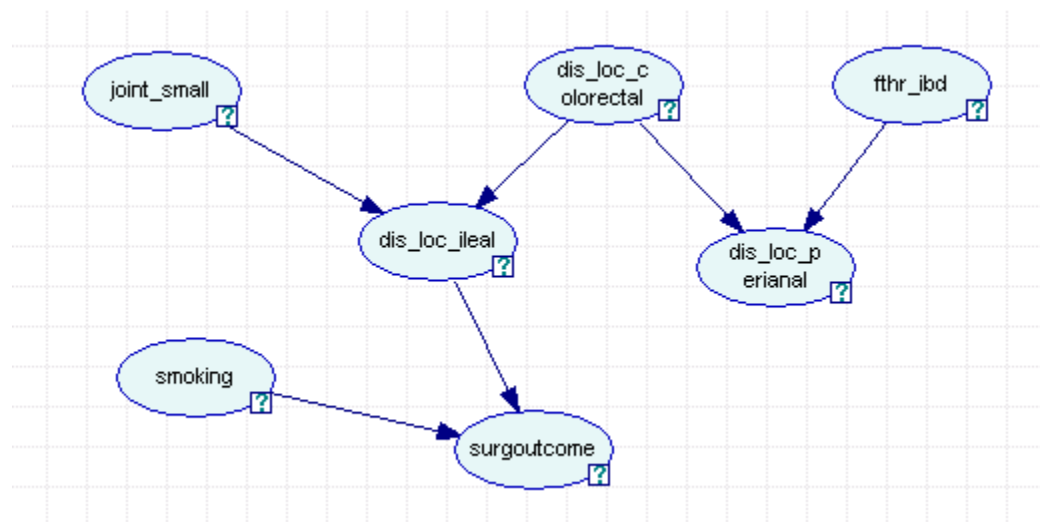 joint_small
?
dis_loc_c
olorectal
?
fthr_ibd
?
dis_loc_ileal
?
dis_loc_p
erianal
?
smoking
?
surgoutcome
?